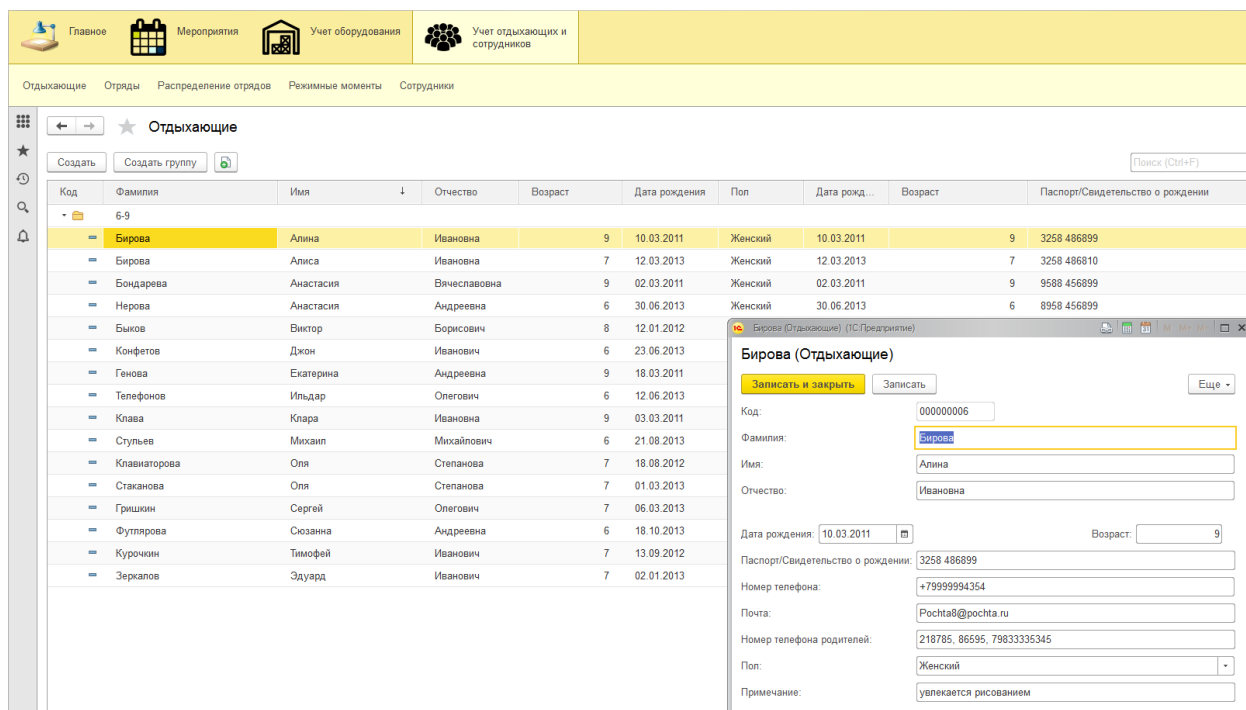 Главное Мероприятия Учет оборудования Учет отдыхающих и
сотрудников
Отдыхающие Отряды Распределение отрядов Режимные моменты Сотрудники
Отдыхающие
Создать Создать группу Поиск (Ctrl+F)
Код Фамилия Имя ↓ Отчество Возраст Дата рождения Пол Дата рожд... Возраст Паспорт/Свидетельство о рождении
6-9
Бирова Алина Ивановна 9 10.03.2011 Женский 10.03.2011 9 3258 486899
Бирова Алиса Ивановна 7 12.03.2013 Женский 12.03.2013 7 3258 486810
Бондарева Анастасия Вячеславовна 9 02.03.2011 Женский 02.03.2011 9 9588 456899
Нерова Анастасия Андреевна 6 30.06.2013 Женский 30.06.2013 6 8958 456899
Быков Виктор Борисович 8 12.01.2012
Конфетов Джон Иванович 6 23.06.2013
Генова Екатерина Андреевна 9 18.03.2011
Телефонов Ильдар Олегович 6 12.06.2013
Клава Клара Ивановна 9 03.03.2011
Стульев Михаил Михайлович 6 21.08.2013
Клавиаторова Оля Степанова 7 18.08.2012
Стаканова Оля Степанова 7 01.03.2013
Гришкин Сергей Олегович 7 06.03.2013
Футлярова Сюзанна Андреевна 6 18.10.2013
Курочкин Тимофей Иванович 7 13.09.2012
Зеркалов Эдуард Иванович 7 02.01.2013
Бирова (Отдыхающие) (1С:Предприятие) M M+ M-
Бирова (Отдыхающие)
Записать и закрыть Записать Еще
Код: 000000006
Фамилия: Бирова
Имя: Алина
Отчество: Ивановна
Дата рождения: 10.03.2011 Возраст: 9
Паспорт/Свидетельство о рождении: 3258 486899
Номер телефона: +79999994354
Почта: Pochta8@pochta.ru
Номер телефона родителей: 218785, 86595, 79833335345
Пол: Женский
Примечание: увлекается рисованием